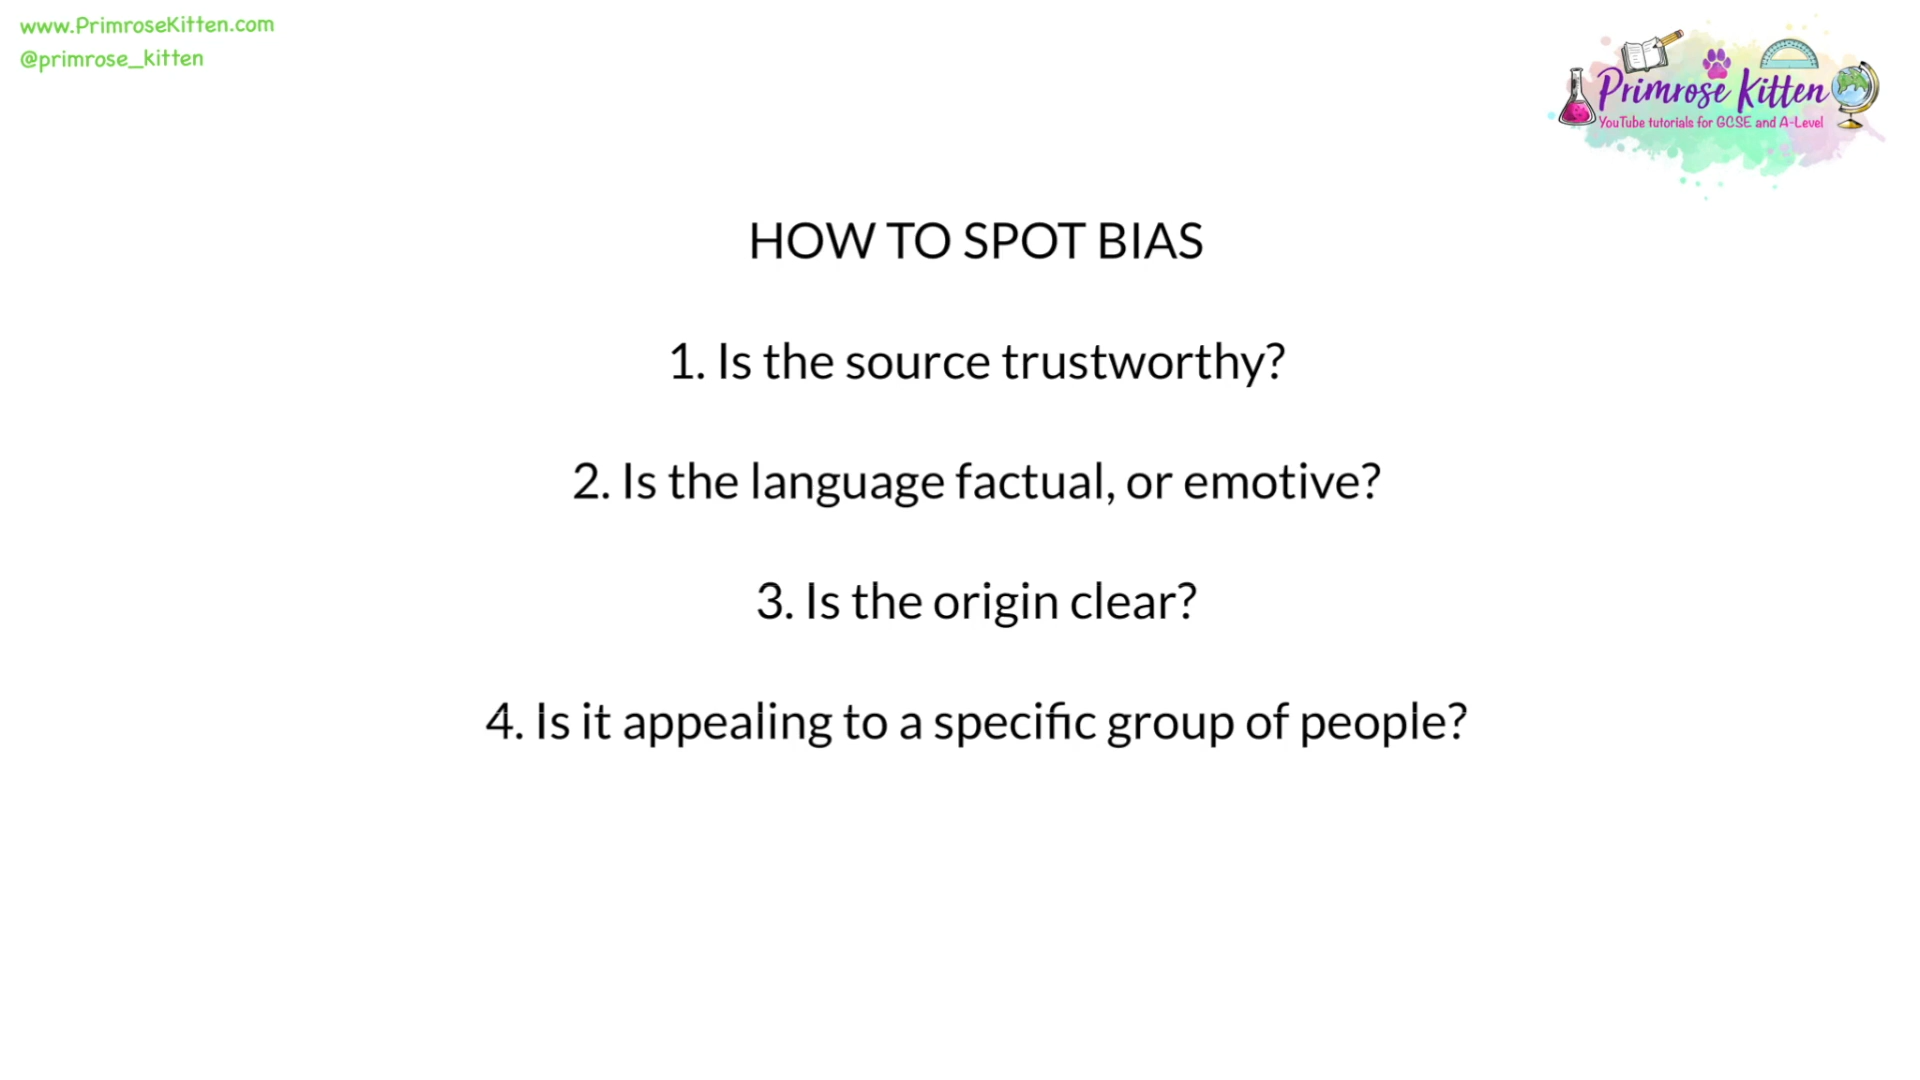 www.PrimroseKitten.com
@primrose_kitten
Primrose Kitten
YouTube tutorials for GCSE and A-Level
HOW TO SPOT BIAS
1. Is the source trustworthy?
2. Is the language factual, or emotive?
3. Is the origin clear?
4. Is it appealing to a specific group of people?